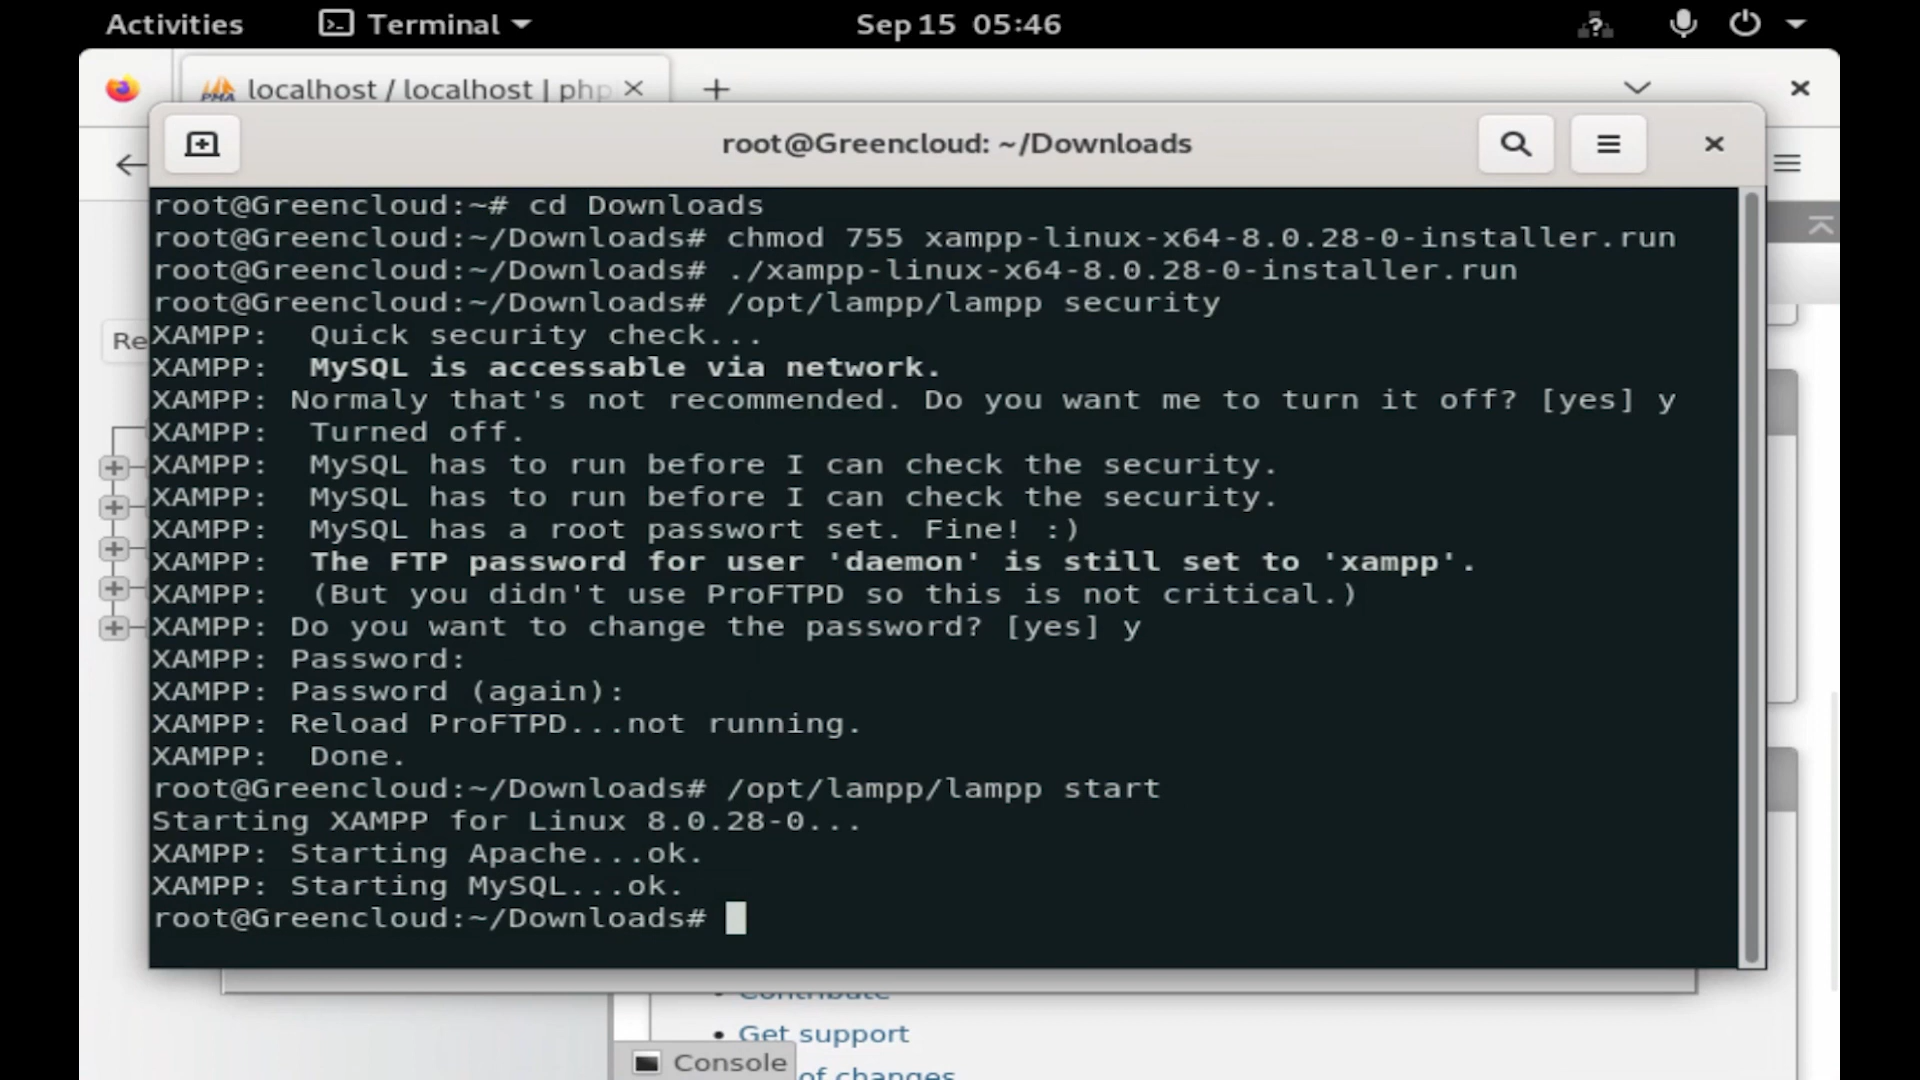 Activities Terminal Sep 15 05:46
localhost / localhost | php
root@Greencloud: ~/Downloads
root@Greencloud:~# cd Downloads
root@Greencloud:~/Downloads# chmod 755 xampp-linux-x64-8.0.28-0-installer.run
root@Greencloud:~/Downloads# ./xampp-linux-x64-8.0.28-0-installer.run
root@Greencloud:~/Downloads# /opt/lampp/lampp security
XAMPP:  Quick security check...
XAMPP:  MySQL is accessable via network.
XAMPP: Normaly that's not recommended. Do you want me to turn it off? [yes] y
XAMPP:  Turned off.
XAMPP:  MySQL has to run before I can check the security.
XAMPP:  MySQL has to run before I can check the security.
XAMPP:  MySQL has a root passwort set. Fine! :)
XAMPP:  The FTP password for user 'daemon' is still set to 'xampp'.
XAMPP:  (But you didn't use ProFTPD so this is not critical.)
XAMPP: Do you want to change the password? [yes] y
XAMPP: Password:
XAMPP: Password (again):
XAMPP: Reload ProFTPD...not running.
XAMPP:  Done.
root@Greencloud:~/Downloads# /opt/lampp/lampp start
Starting XAMPP for Linux 8.0.28-0...
XAMPP: Starting Apache...ok.
XAMPP: Starting MySQL...ok.
root@Greencloud:~/Downloads#
Re
Contribute
Get support
Console
of changes